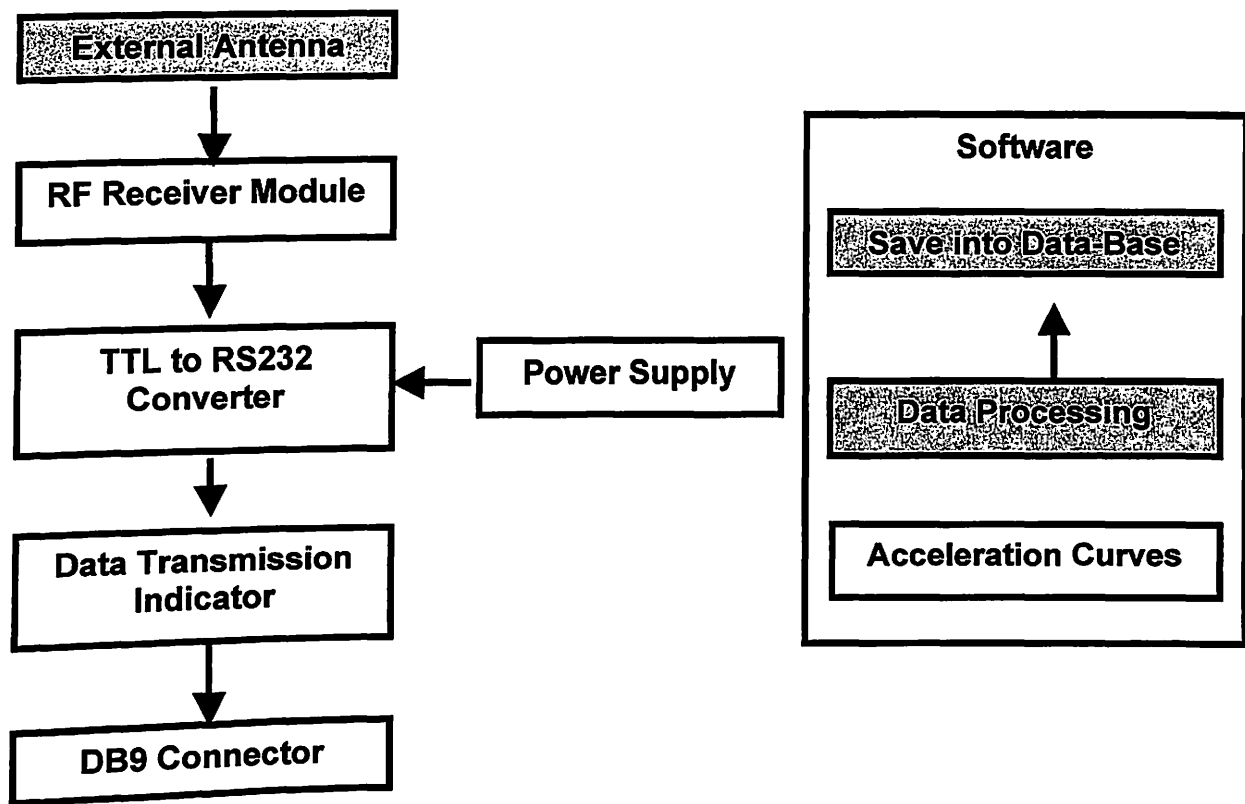 External Antenna
RF Receiver Module
TTL to RS232
Converter
Power Supply
Data Transmission
Indicator
DB9 Connector
Software
Save into Data-Base
Data Processing
Acceleration Curves